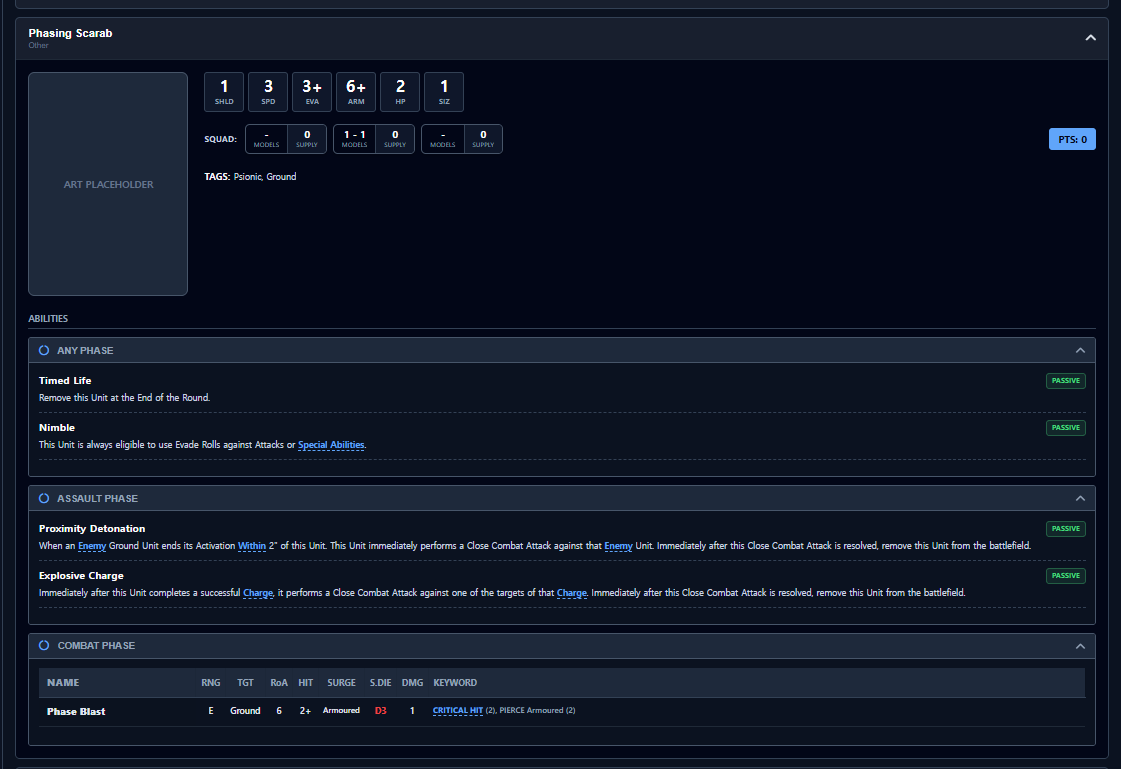 Phasing Scarab
Other
ART PLACEHOLDER
1 3 3+ 6+ 2 1
SHLD SPD EVA ARM HP SIZ
SQUAD: - MODELS 0 SUPPLY 1 - 1 MODELS 0 SUPPLY - MODELS 0 SUPPLY
PTS: 0
TAGS: Psionic, Ground
ABILITIES
ANY PHASE
Timed Life PASSIVE
Remove this Unit at the End of the Round.
Nimble PASSIVE
This Unit is always eligible to use Evade Rolls against Attacks or Special Abilities.
ASSAULT PHASE
Proximity Detonation PASSIVE
When an Enemy Ground Unit ends its Activation Within 2" of this Unit. This Unit immediately performs a Close Combat Attack against that Enemy Unit. Immediately after this Close Combat Attack is resolved, remove this Unit from the battlefield.
Explosive Charge PASSIVE
Immediately after this Unit completes a successful Charge, it performs a Close Combat Attack against one of the targets of that Charge. Immediately after this Close Combat Attack is resolved, remove this Unit from the battlefield.
COMBAT PHASE
NAME RNG TGT RoA HIT SURGE S.DIE DMG KEYWORD
Phase Blast E Ground 6 2+ Armoured D3 1 CRITICAL HIT (2), PIERCE Armoured (2)